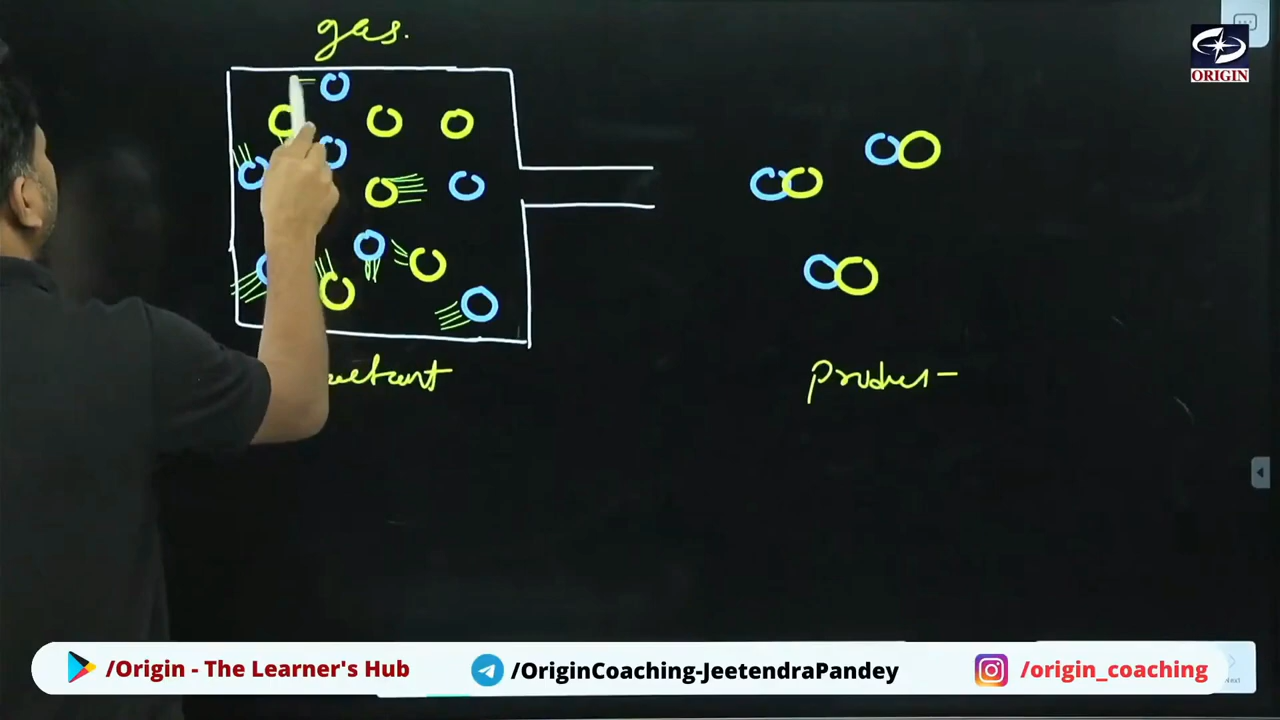 gas.
ORIGIN
Product
/Origin - The Learner's Hub
/OriginCoaching-JeetendraPandey
/origin_coaching